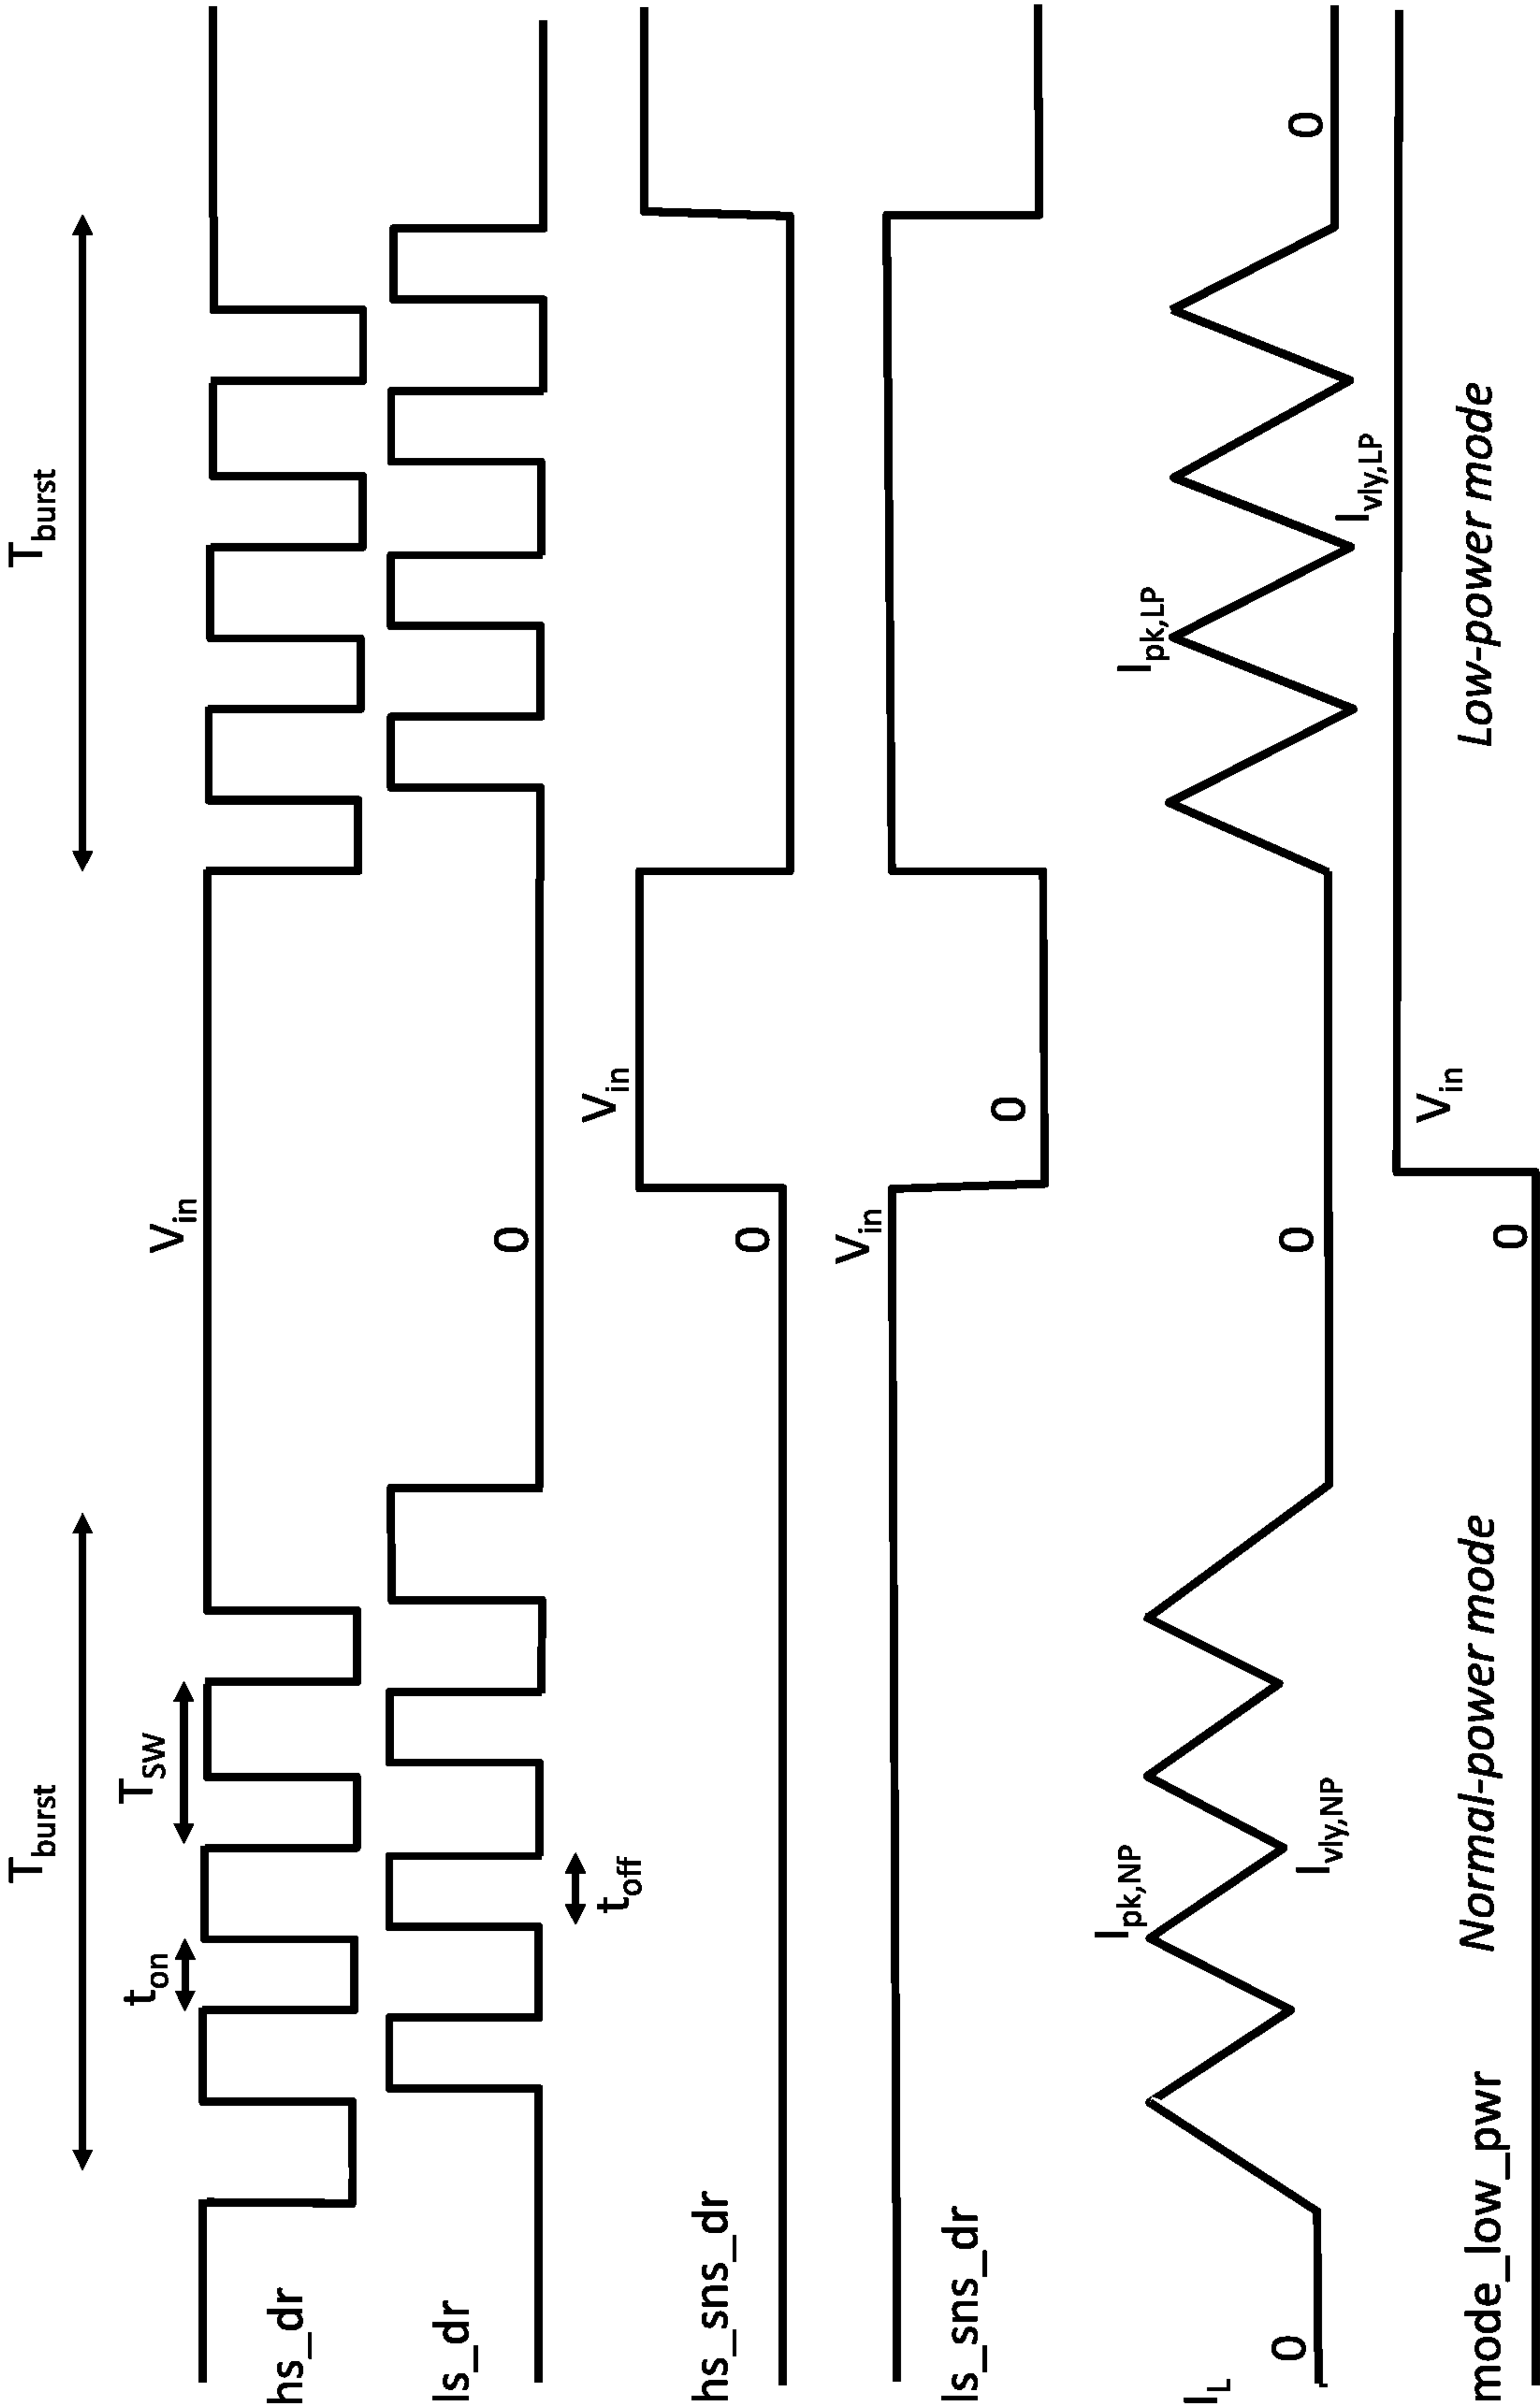 T_burst
T_burst
V_in
T_SW
t_on
hs_dr
0
ls_dr
t_off
V_in
0
hs_sns_dr
V_in
0
ls_sns_dr
I_pk,NP
I_pk,LP
I_L
0
0
0
I_vly,NP
I_vly,LP
V_in
mode_low_pwr
0
Normal-power mode
Low-power mode